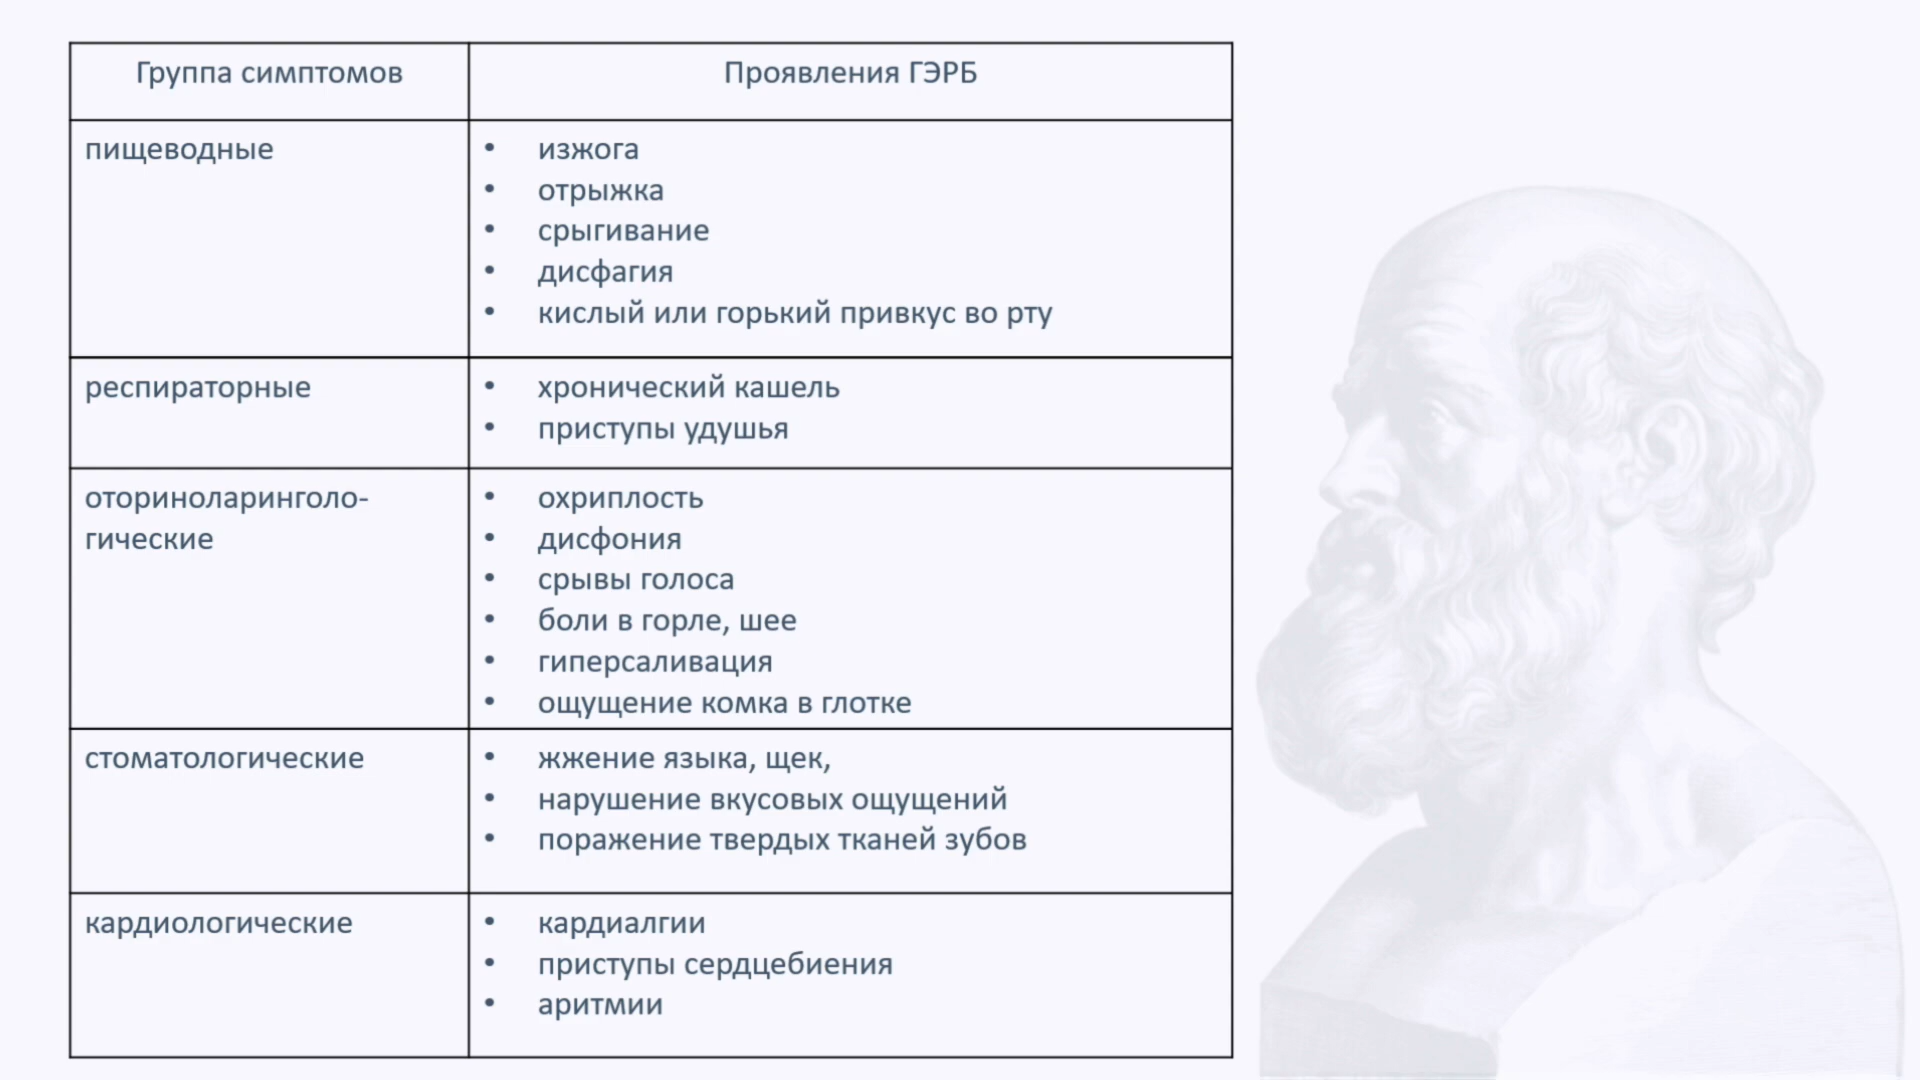 Группа симптомов
Проявления ГЭРБ
пищеводные
• изжога
• отрыжка
• срыгивание
• дисфагия
• кислый или горький привкус во рту
респираторные
• хронический кашель
• приступы удушья
оториноларинголо-
гические
• охриплость
• дисфония
• срывы голоса
• боли в горле, шее
• гиперсаливация
• ощущение комка в глотке
стоматологические
• жжение языка, щек,
• нарушение вкусовых ощущений
• поражение твердых тканей зубов
кардиологические
• кардиалгии
• приступы сердцебиения
• аритмии